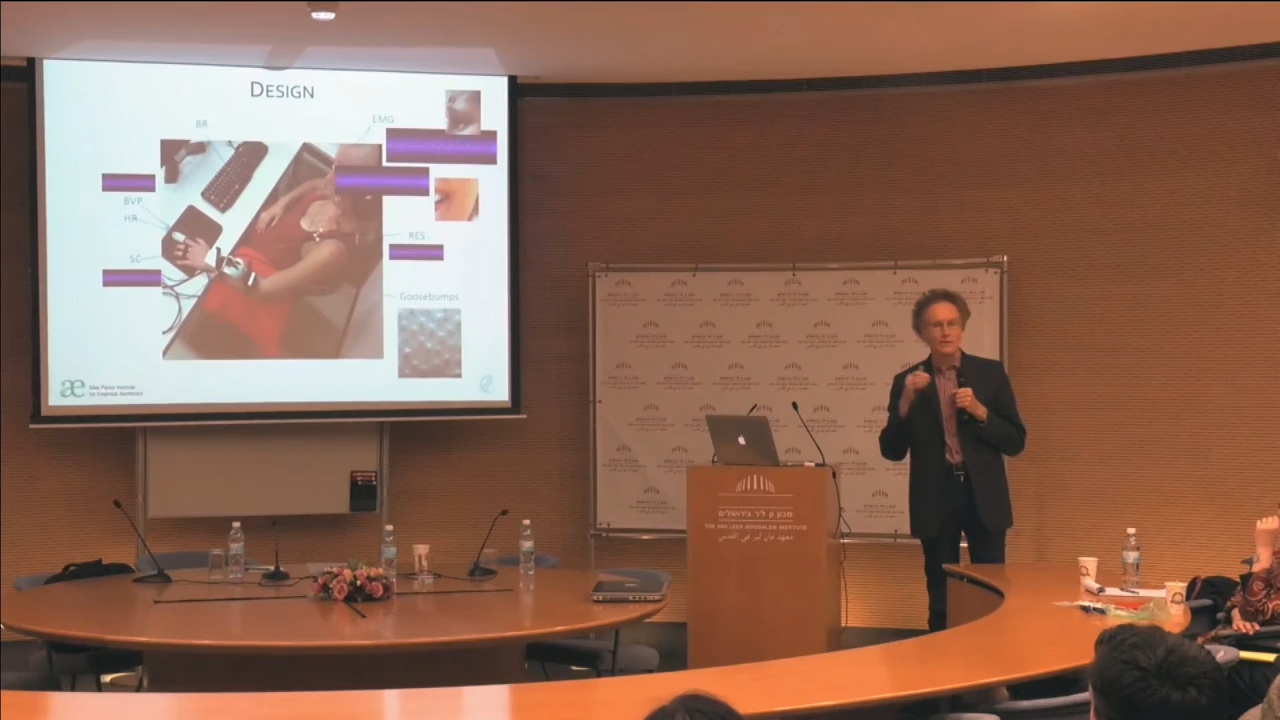 DESIGN
BR
EMG
BVP
HR
RES
SC
Goosebumps
æ
Max Planck Institute
for Empirical Aesthetics
מכון ון ליר בירושלים
THE VAN LEER JERUSALEM INSTITUTE
معهد فان لير في القدس